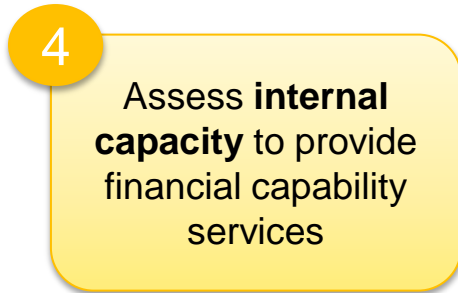 4
Assess internal
capacity to provide
financial capability
services